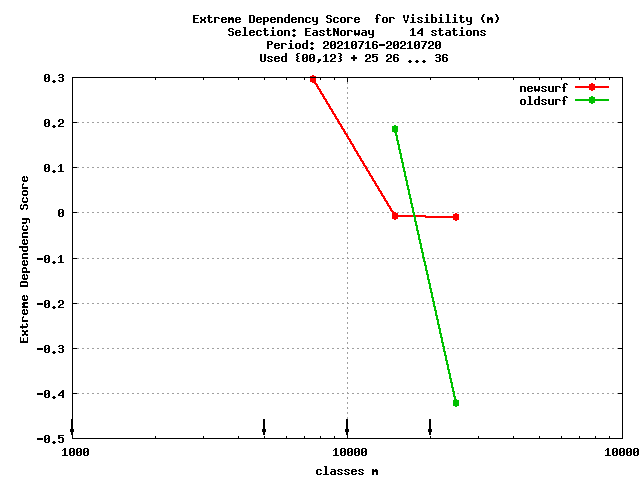 Extreme Dependency Score  for Visibility (m)
Selection: EastNorway     14 stations
Period: 20210716-20210720
Used {00,12} + 25 26 ... 36
newsurf
oldsurf
0.3
0.2
0.1
0
-0.1
-0.2
-0.3
-0.4
-0.5
Extreme Dependency Score
1000
10000
10000
classes m